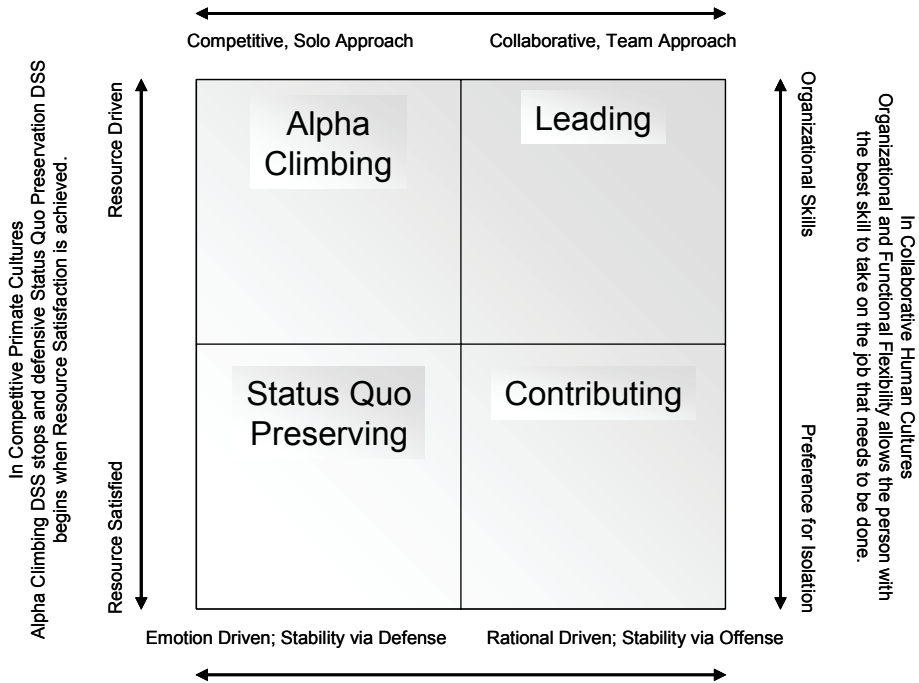 Competitive, Solo Approach
Collaborative, Team Approach
In Competitive Primate Cultures
Alpha Climbing DSS stops and defensive Status Quo Preservation DSS
begins when Resource Satisfaction is achieved.
Resource Driven
Resource Satisfied
Alpha
Climbing
Leading
Status Quo
Preserving
Contributing
Organizational Skills
Preference for Isolation
In Collaborative Human Cultures
Organizational and Functional Flexibility allows the person with
the best skill to take on the job that needs to be done.
Emotion Driven; Stability via Defense
Rational Driven; Stability via Offense